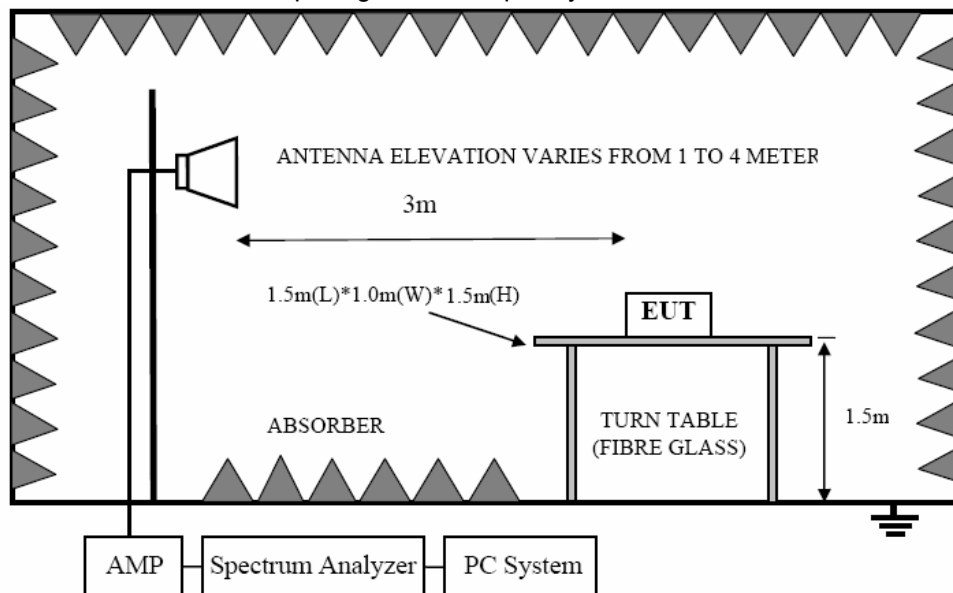 ANTENNA ELEVATION VARIES FROM 1 TO 4 METER
3m
1.5m(L)*1.0m(W)*1.5m(H)
EUT
ABSORBER
TURN TABLE
(FIBRE GLASS)
1.5m
AMP
Spectrum Analyzer
PC System